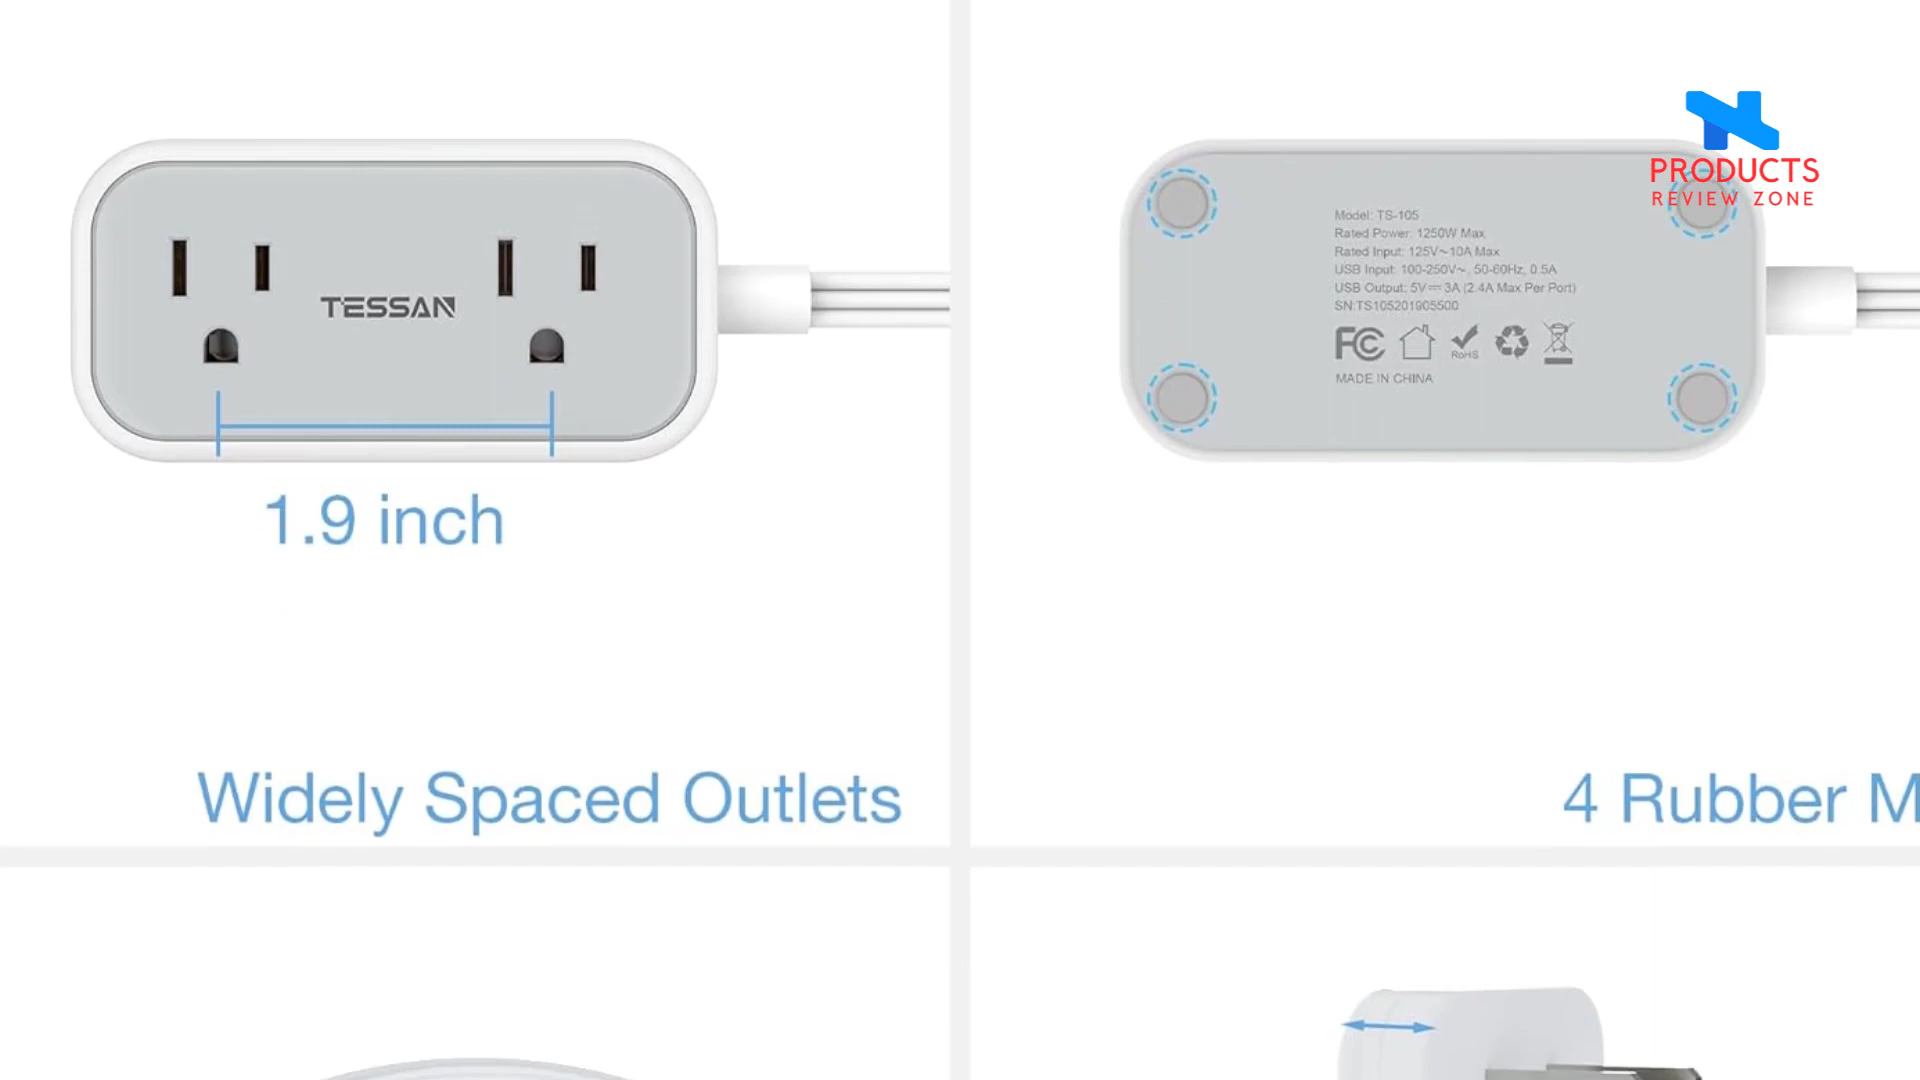 TESSAN
1.9 inch
Widely Spaced Outlets
PRODUCTS
REVIEW ZONE
Model: TS-105
Rated Power: 1250W Max
Rated Input: 125V~10A Max
USB Input: 100-250V~, 50-60Hz, 0.5A
USB Output: 5V⎓3A (2.4A Max Per Port)
SN:TS105201905500
FC
RoHS
MADE IN CHINA
4 Rubber M